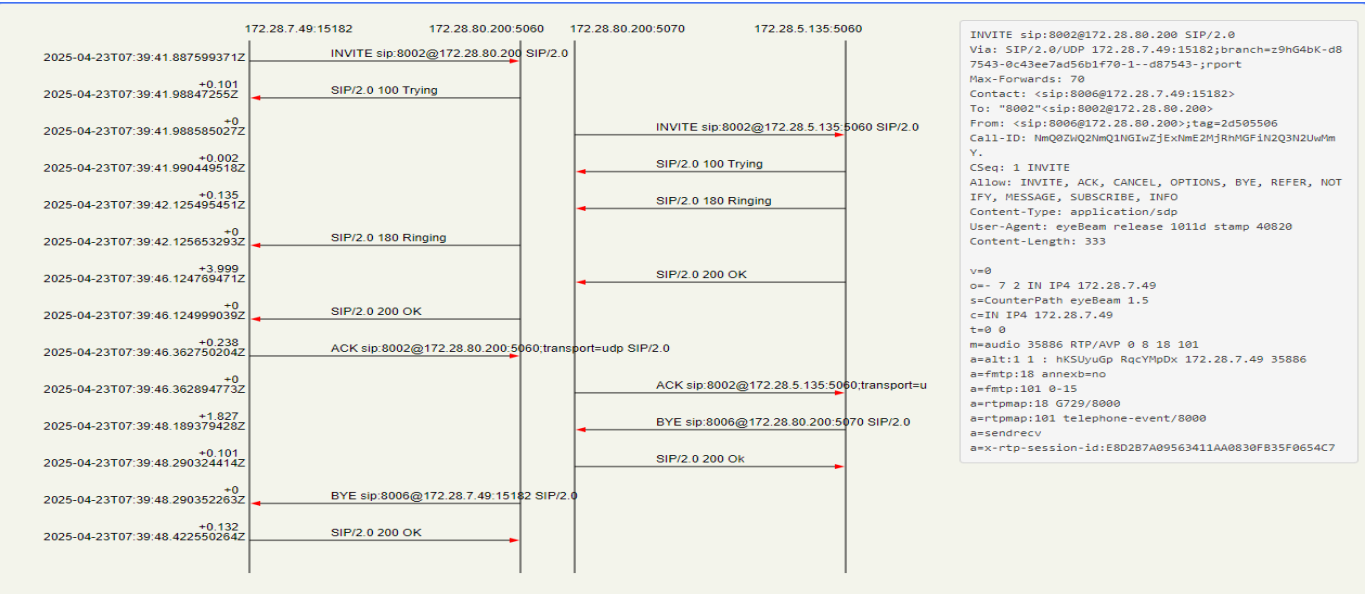 172.28.7.49:15182 172.28.80.200:5060 172.28.80.200:5070 172.28.5.135:5060
INVITE sip:8002@172.28.80.200 SIP/2.0
2025-04-23T07:39:41.887599371Z
+0.101
2025-04-23T07:39:41.98847255Z
SIP/2.0 100 Trying
+0
2025-04-23T07:39:41.988585027Z
INVITE sip:8002@172.28.5.135:5060 SIP/2.0
+0.002
2025-04-23T07:39:41.990449518Z
SIP/2.0 100 Trying
+0.135
2025-04-23T07:39:42.125495451Z
SIP/2.0 180 Ringing
+0
2025-04-23T07:39:42.125653293Z
SIP/2.0 180 Ringing
+3.999
2025-04-23T07:39:46.124769471Z
SIP/2.0 200 OK
+0
2025-04-23T07:39:46.124999039Z
SIP/2.0 200 OK
+0.238
2025-04-23T07:39:46.362750204Z
ACK sip:8002@172.28.80.200:5060;transport=udp SIP/2.0
+0
2025-04-23T07:39:46.362894773Z
ACK sip:8002@172.28.5.135:5060;transport=u
+1.827
2025-04-23T07:39:48.189379428Z
BYE sip:8006@172.28.80.200:5070 SIP/2.0
+0.101
2025-04-23T07:39:48.290324414Z
SIP/2.0 200 Ok
+0
2025-04-23T07:39:48.290352263Z
BYE sip:8006@172.28.7.49:15182 SIP/2.0
+0.132
2025-04-23T07:39:48.422550264Z
SIP/2.0 200 OK
INVITE sip:8002@172.28.80.200 SIP/2.0
Via: SIP/2.0/UDP 172.28.7.49:15182;branch=z9hG4bK-d8
7543-0c43ee7ad56b1f70-1--d87543-;rport
Max-Forwards: 70
Contact: <sip:8006@172.28.7.49:15182>
To: "8002"<sip:8002@172.28.80.200>
From: <sip:8006@172.28.80.200>;tag=2d505506
Call-ID: NmQ0ZWQ2NmQ1NGIwZjExNmE2MjRhMGFiN2Q3N2UwMm
Y.
CSeq: 1 INVITE
Allow: INVITE, ACK, CANCEL, OPTIONS, BYE, REFER, NOT
IFY, MESSAGE, SUBSCRIBE, INFO
Content-Type: application/sdp
User-Agent: eyeBeam release 1011d stamp 40820
Content-Length: 333
v=0
o=- 7 2 IN IP4 172.28.7.49
s=CounterPath eyeBeam 1.5
c=IN IP4 172.28.7.49
t=0 0
m=audio 35886 RTP/AVP 0 8 18 101
a=alt:1 1 : hKSUyuGp RqcYMpDx 172.28.7.49 35886
a=fmtp:18 annexb=no
a=fmtp:101 0-15
a=rtpmap:18 G729/8000
a=rtpmap:101 telephone-event/8000
a=sendrecv
a=x-rtp-session-id:E8D2B7A09563411AA0830FB35F0654C7